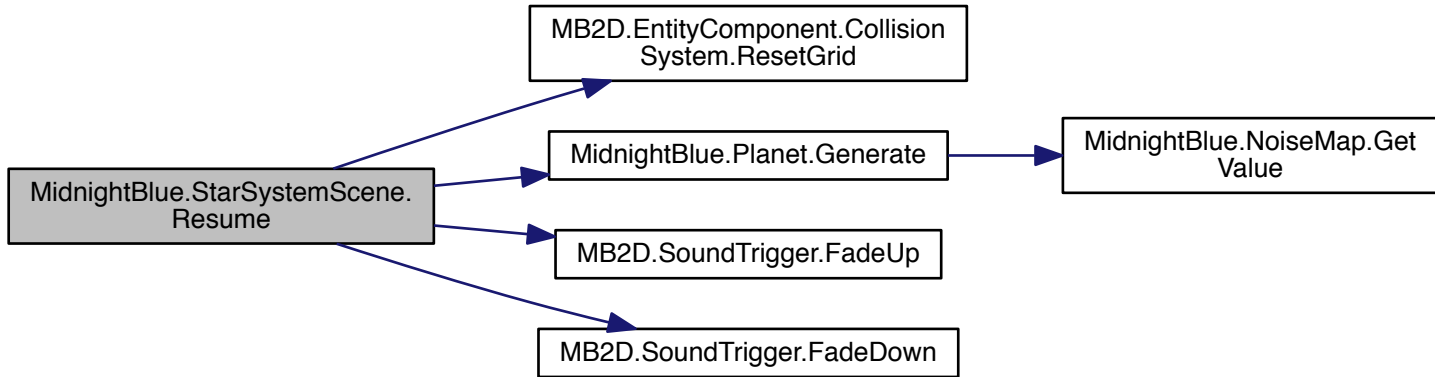 MB2D.EntityComponent.Collision
System.ResetGrid
MidnightBlue.Planet.Generate
MidnightBlue.NoiseMap.Get
Value
MidnightBlue.StarSystemScene.
Resume
MB2D.SoundTrigger.FadeUp
MB2D.SoundTrigger.FadeDown